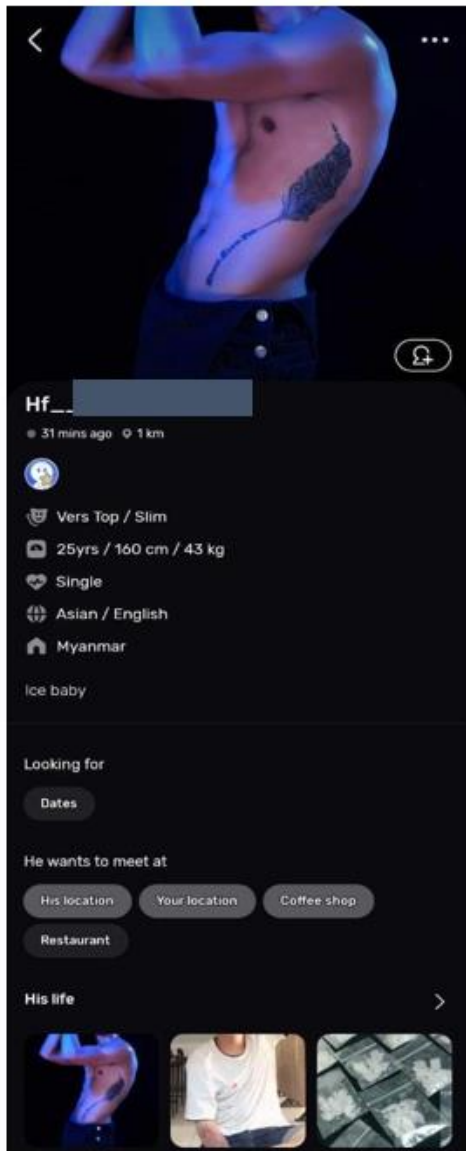 Hf__
31 mins ago 1 km
Vers Top / Slim
25yrs / 160 cm / 43 kg
Single
Asian / English
Myanmar
Ice baby
Looking for
Dates
He wants to meet at
His location Your location Coffee shop
Restaurant
His life